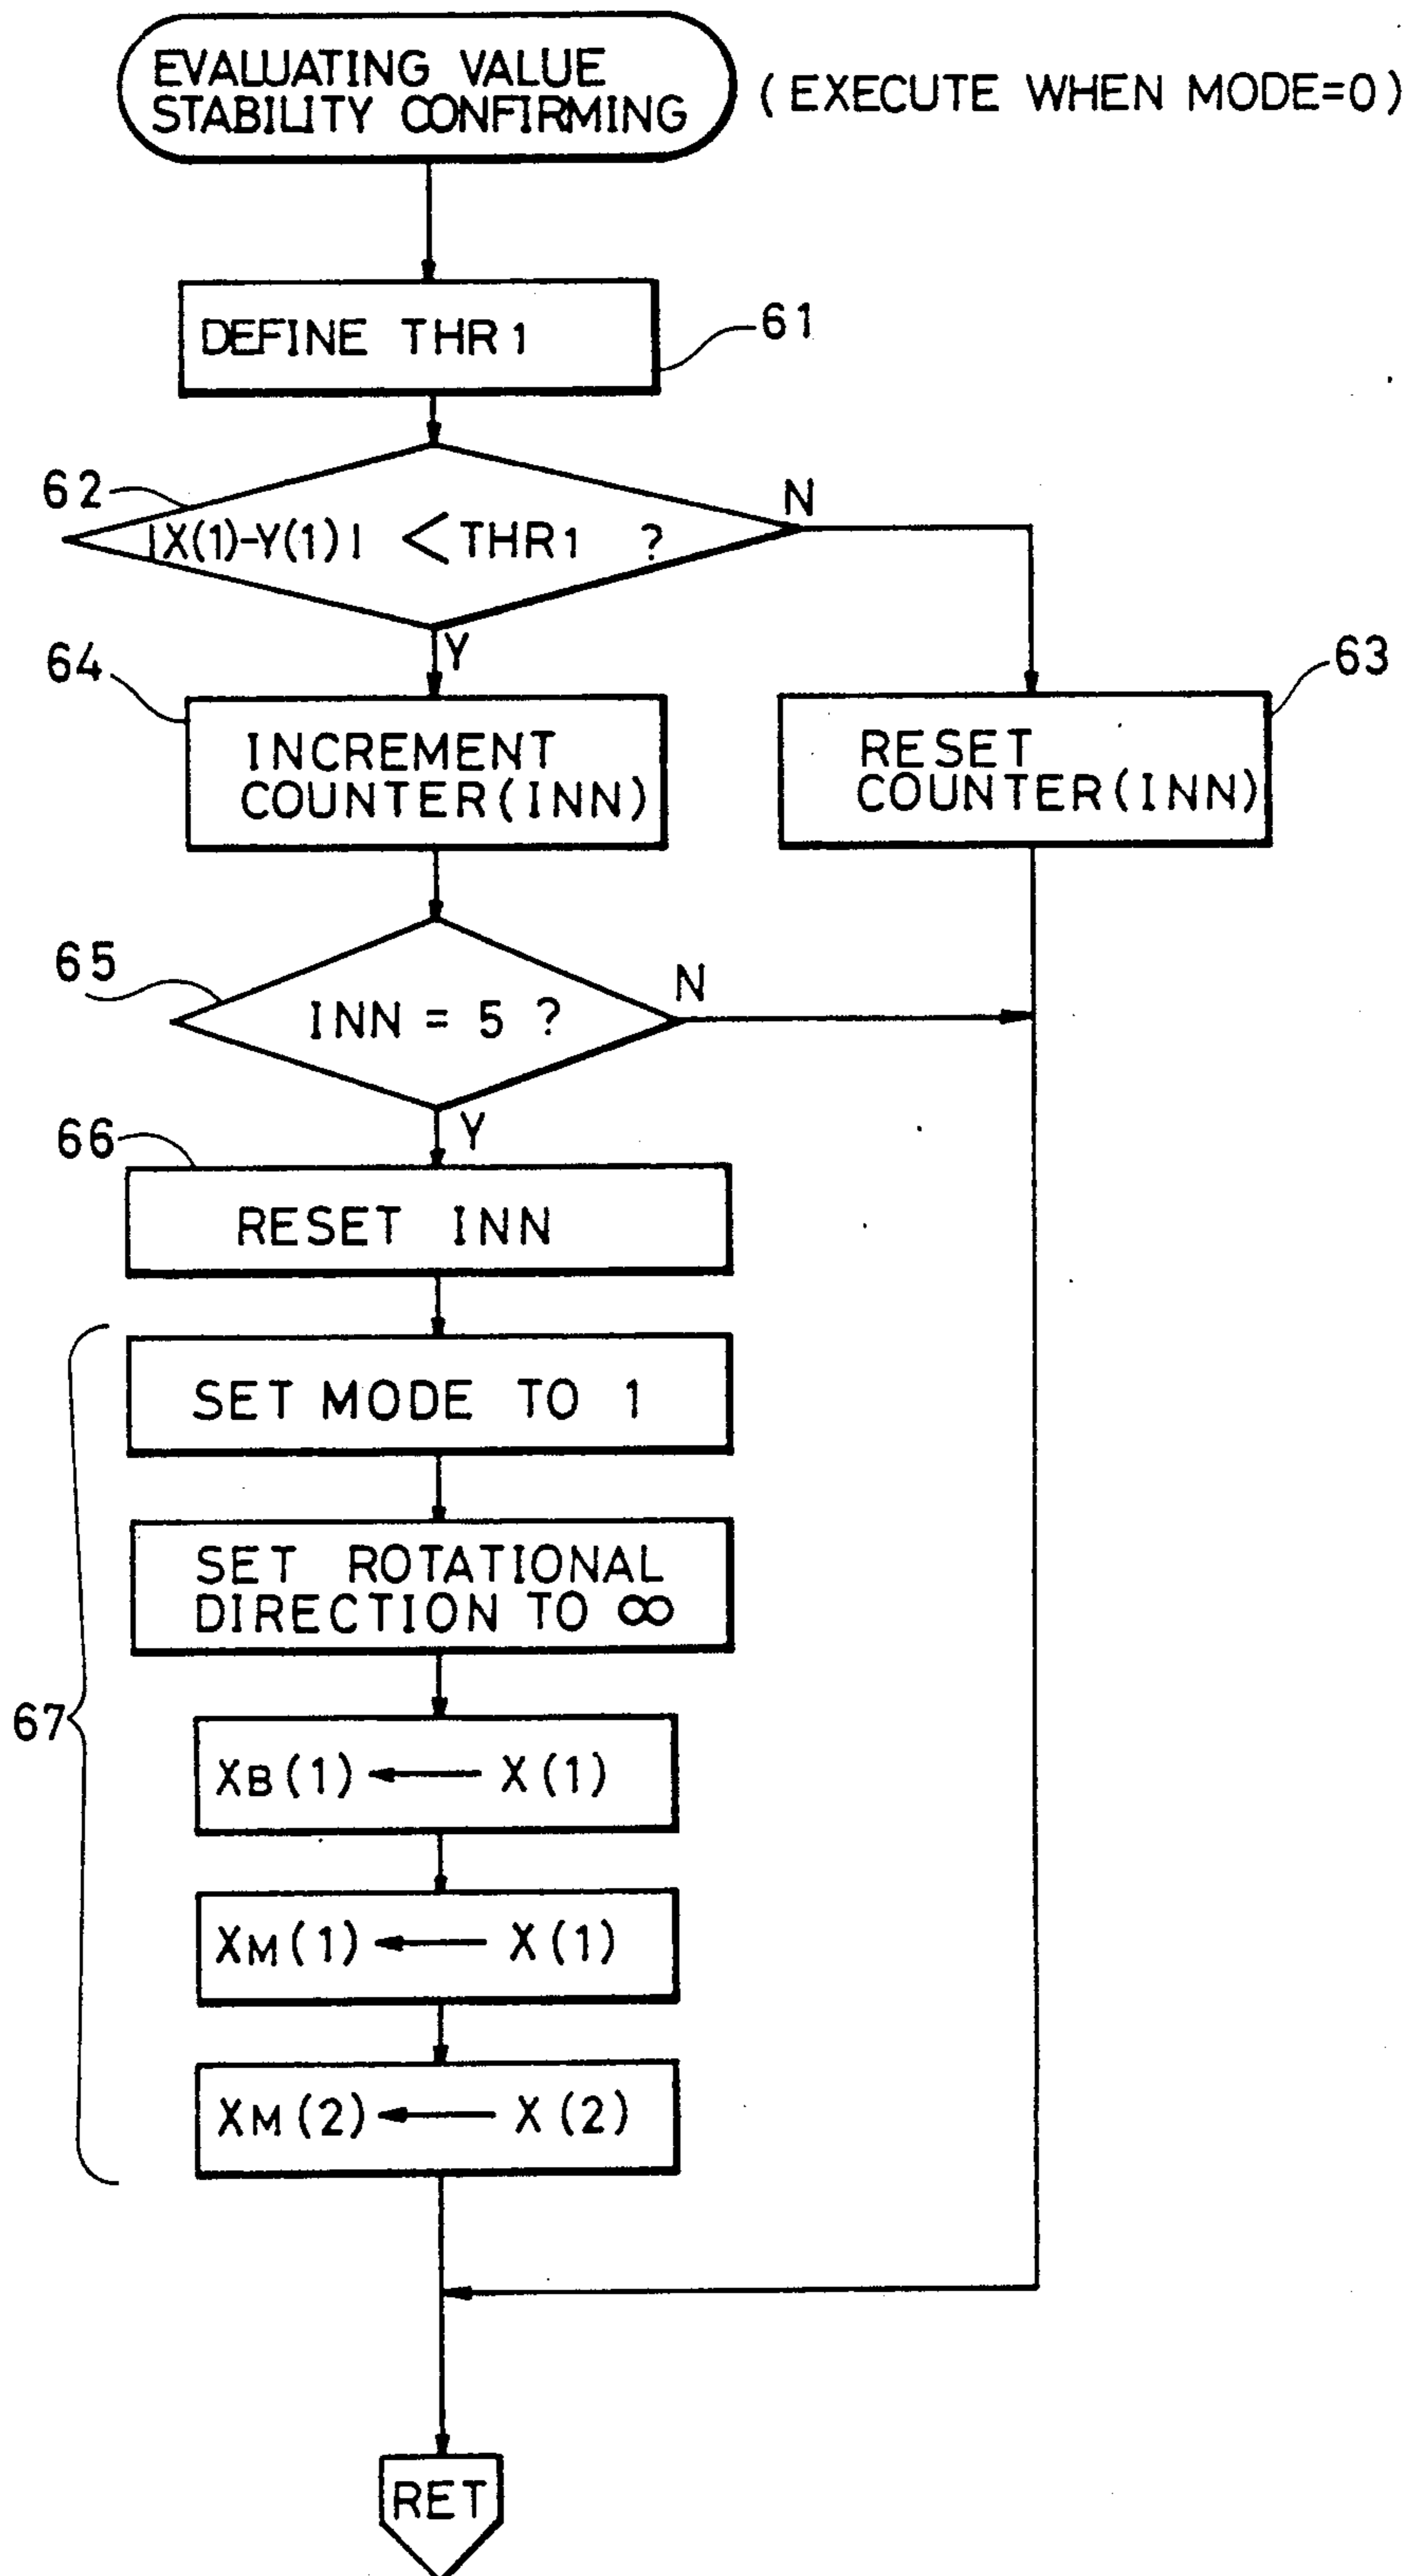 EVALUATING VALUE
STABILITY CONFIRMING
(EXECUTE WHEN MODE=0)
DEFINE THR1
61
62
|X(1)-Y(1)| < THR1 ?
N
Y
64
INCREMENT
COUNTER(INN)
63
RESET
COUNTER(INN)
65
INN = 5 ?
N
Y
66
RESET INN
SET MODE TO 1
SET ROTATIONAL
DIRECTION TO ∞
67
XB(1) ← X(1)
XM(1) ← X(1)
XM(2) ← X(2)
RET